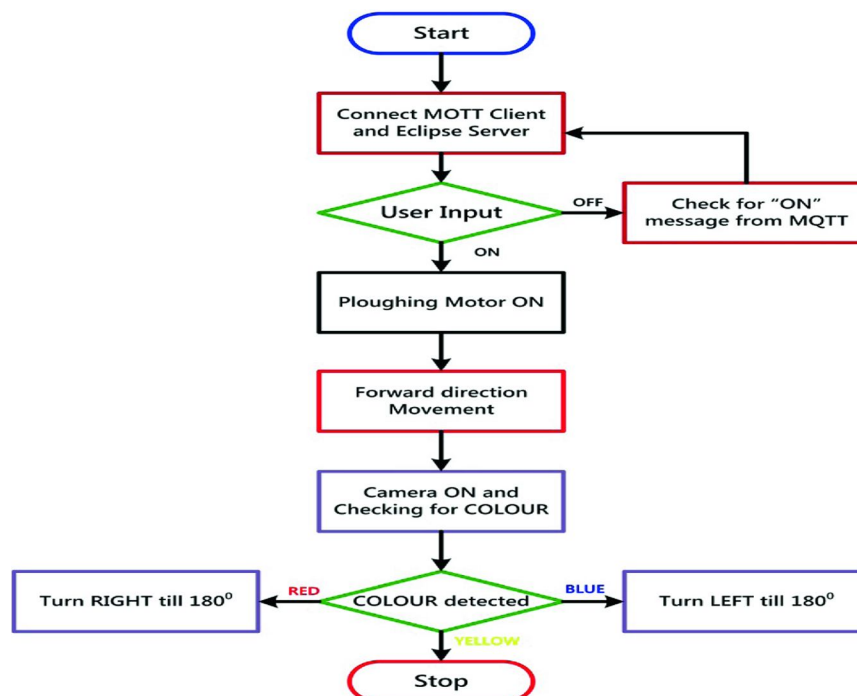 Start
Connect MOTT Client
and Eclipse Server
User Input
OFF
Check for “ON”
message from MQTT
ON
Ploughing Motor ON
Forward direction
Movement
Camera ON and
Checking for COLOUR
RED
COLOUR detected
BLUE
Turn RIGHT till 180⁰
Turn LEFT till 180⁰
YELLOW
Stop